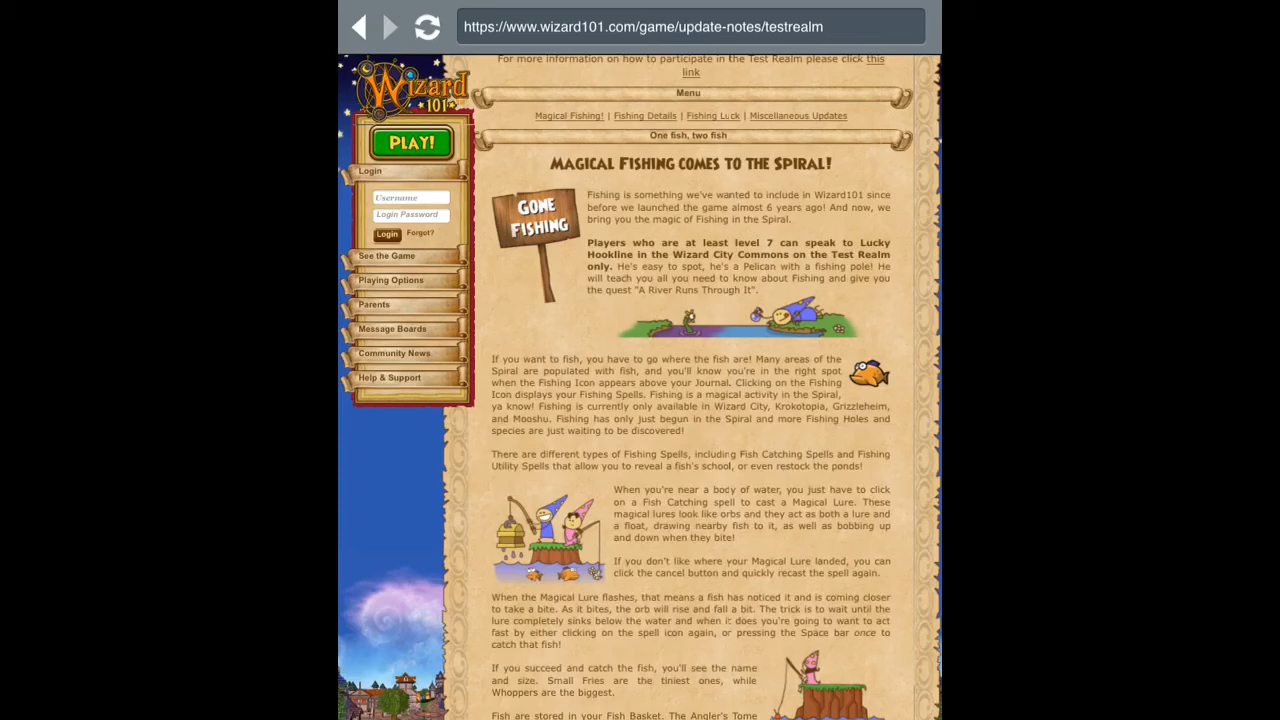 https://www.wizard101.com/game/update-notes/testrealm
For more information on how to participate in the Test Realm please click this
link
Wizard
101
PLAY!
Login
Username
Login Password
Login Forgot?
See the Game
Playing Options
Parents
Message Boards
Community News
Help & Support
Menu
Magical Fishing! | Fishing Details | Fishing Luck | Miscellaneous Updates
One fish, two fish
MAGICAL FISHING COMES TO THE SPIRAL!
GONE
FISHING
Fishing is something we've wanted to include in Wizard101 since
before we launched the game almost 6 years ago! And now, we
bring you the magic of Fishing in the Spiral.
Players who are at least level 7 can speak to Lucky
Hookline in the Wizard City Commons on the Test Realm
only. He's easy to spot, he's a Pelican with a fishing pole! He
will teach you all you need to know about Fishing and give you
the quest "A River Runs Through It".
If you want to fish, you have to go where the fish are! Many areas of the
Spiral are populated with fish, and you'll know you're in the right spot
when the Fishing Icon appears above your Journal. Clicking on the Fishing
Icon displays your Fishing Spells. Fishing is a magical activity in the Spiral,
ya know! Fishing is currently only available in Wizard City, Krokotopia, Grizzleheim,
and Mooshu. Fishing has only just begun in the Spiral and more Fishing Holes and
species are just waiting to be discovered!
There are different types of Fishing Spells, including Fish Catching Spells and Fishing
Utility Spells that allow you to reveal a fish's school, or even restock the ponds!
When you're near a body of water, you just have to click
on a Fish Catching spell to cast a Magical Lure. These
magical lures look like orbs and they act as both a lure and
a float, drawing nearby fish to it, as well as bobbing up
and down when they bite!
If you don't like where your Magical Lure landed, you can
click the cancel button and quickly recast the spell again.
When the Magical Lure flashes, that means a fish has noticed it and is coming closer
to take a bite. As it bites, the orb will rise and fall a bit. The trick is to wait until the
lure completely sinks below the water and when it does you're going to want to act
fast by either clicking on the spell icon again, or pressing the Space bar once to
catch that fish!
If you succeed and catch the fish, you'll see the name
and size. Small Fries are the tiniest ones, while
Whoppers are the biggest.
Fish are stored in your Fish Basket. The Angler's Tome